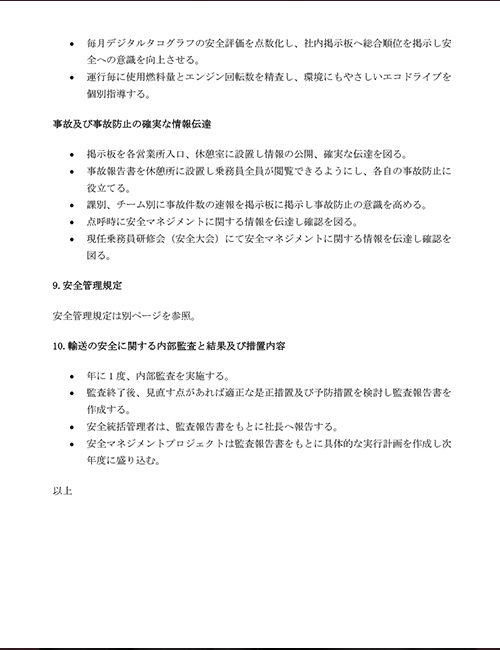 • 毎月デジタルタコグラフの安全評価を点数化し、社内掲示板へ総合順位を掲示し安
全への意識を向上させる。
• 運行毎に使用燃料量とエンジン回転数を精査し、環境にもやさしいエコドライブを
個別指導する。
事故及び事故防止の確実な情報伝達
• 掲示板を各営業所入口、休憩室に設置し情報の公開、確実な伝達を図る。
• 事故報告書を休憩所に設置し乗務員全員が閲覧できるようにし、各自の事故防止に
役立てる。
• 課別、チーム別に事故件数の速報を掲示板に掲示し事故防止の意識を高める。
• 点呼時に安全マネジメントに関する情報を伝達し確認を図る。
• 現任乗務員研修会（安全大会）にて安全マネジメントに関する情報を伝達し確認を
図る。
9. 安全管理規定
安全管理規定は別ページを参照。
10. 輸送の安全に関する内部監査と結果及び措置内容
• 年に 1 度、内部監査を実施する。
• 監査終了後、見直す点があれば適正な是正措置及び予防措置を検討し監査報告書を
作成する。
• 安全統括管理者は、監査報告書をもとに社長へ報告する。
• 安全マネジメントプロジェクトは監査報告書をもとに具体的な実行計画を作成し次
年度に盛り込む。
以上